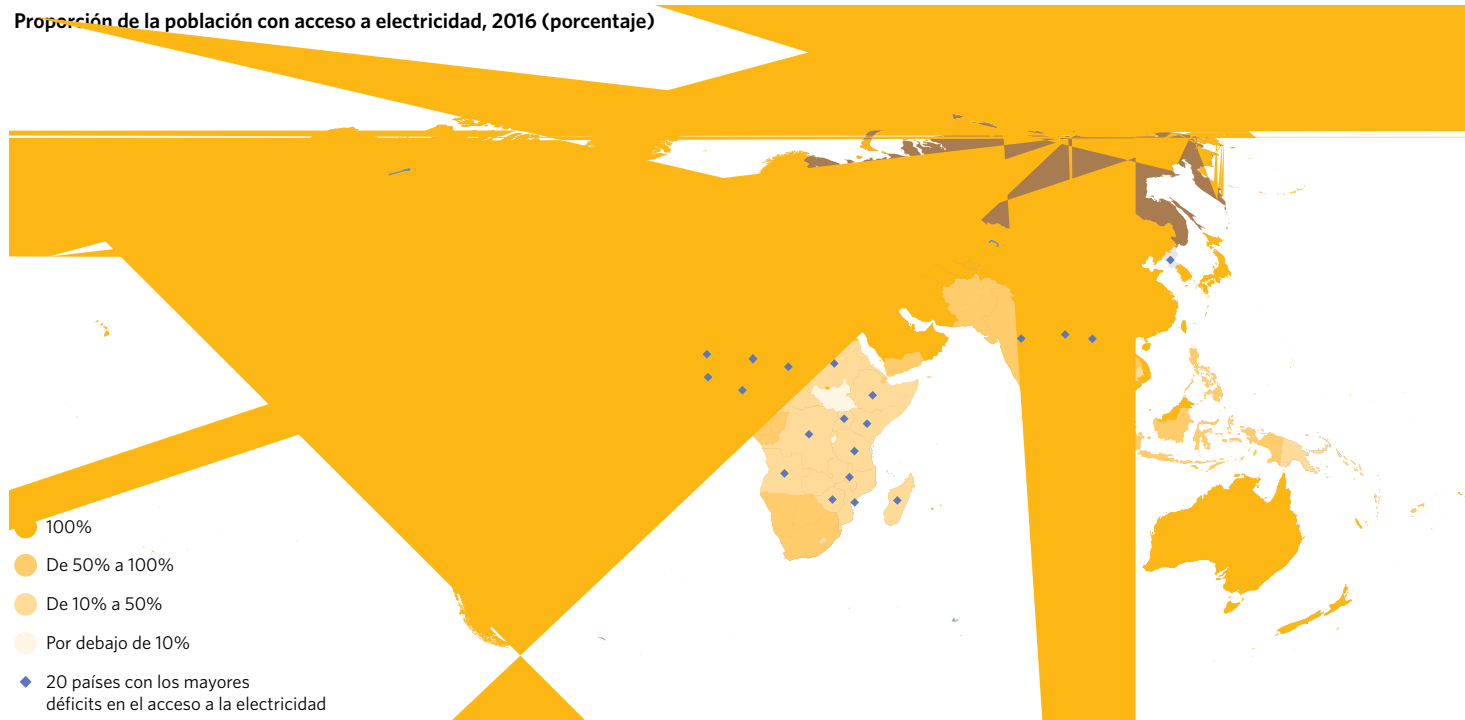 Proporción de la población con acceso a electricidad, 2016 (porcentaje)
100%
De 50% a 100%
De 10% a 50%
Por debajo de 10%
20 países con los mayores
déficits en el acceso a la electricidad